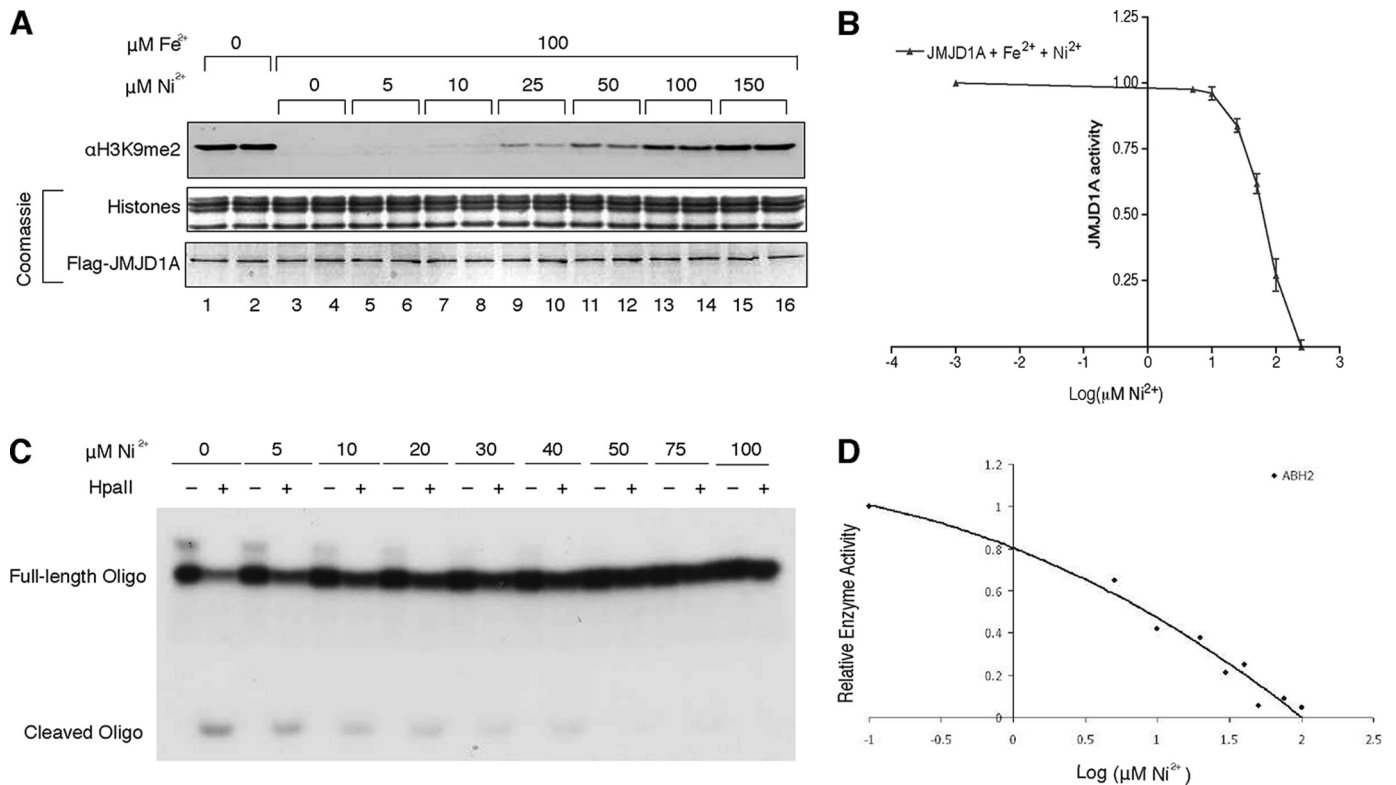 A
µM Fe²⁺ 0 100
µM Ni²⁺ 0 5 10 25 50 100 150
αH3K9me2
Coomassie
Histones
Flag-JMJD1A
1 2 3 4 5 6 7 8 9 10 11 12 13 14 15 16
B
JMJD1A + Fe²⁺ + Ni²⁺
JMJD1A activity
1.25
1.00
0.75
0.50
0.25
-4 -3 -2 -1 0 1 2 3
Log(µM Ni²⁺)
C
µM Ni²⁺ 0 5 10 20 30 40 50 75 100
HpaII – + – + – + – + – + – + – + – + – +
Full-length Oligo
Cleaved Oligo
D
ABH2
Relative Enzyme Activity
1.2
1
0.8
0.6
0.4
0.2
0
-1 -0.5 0 0.5 1 1.5 2 2.5
Log (µM Ni²⁺)